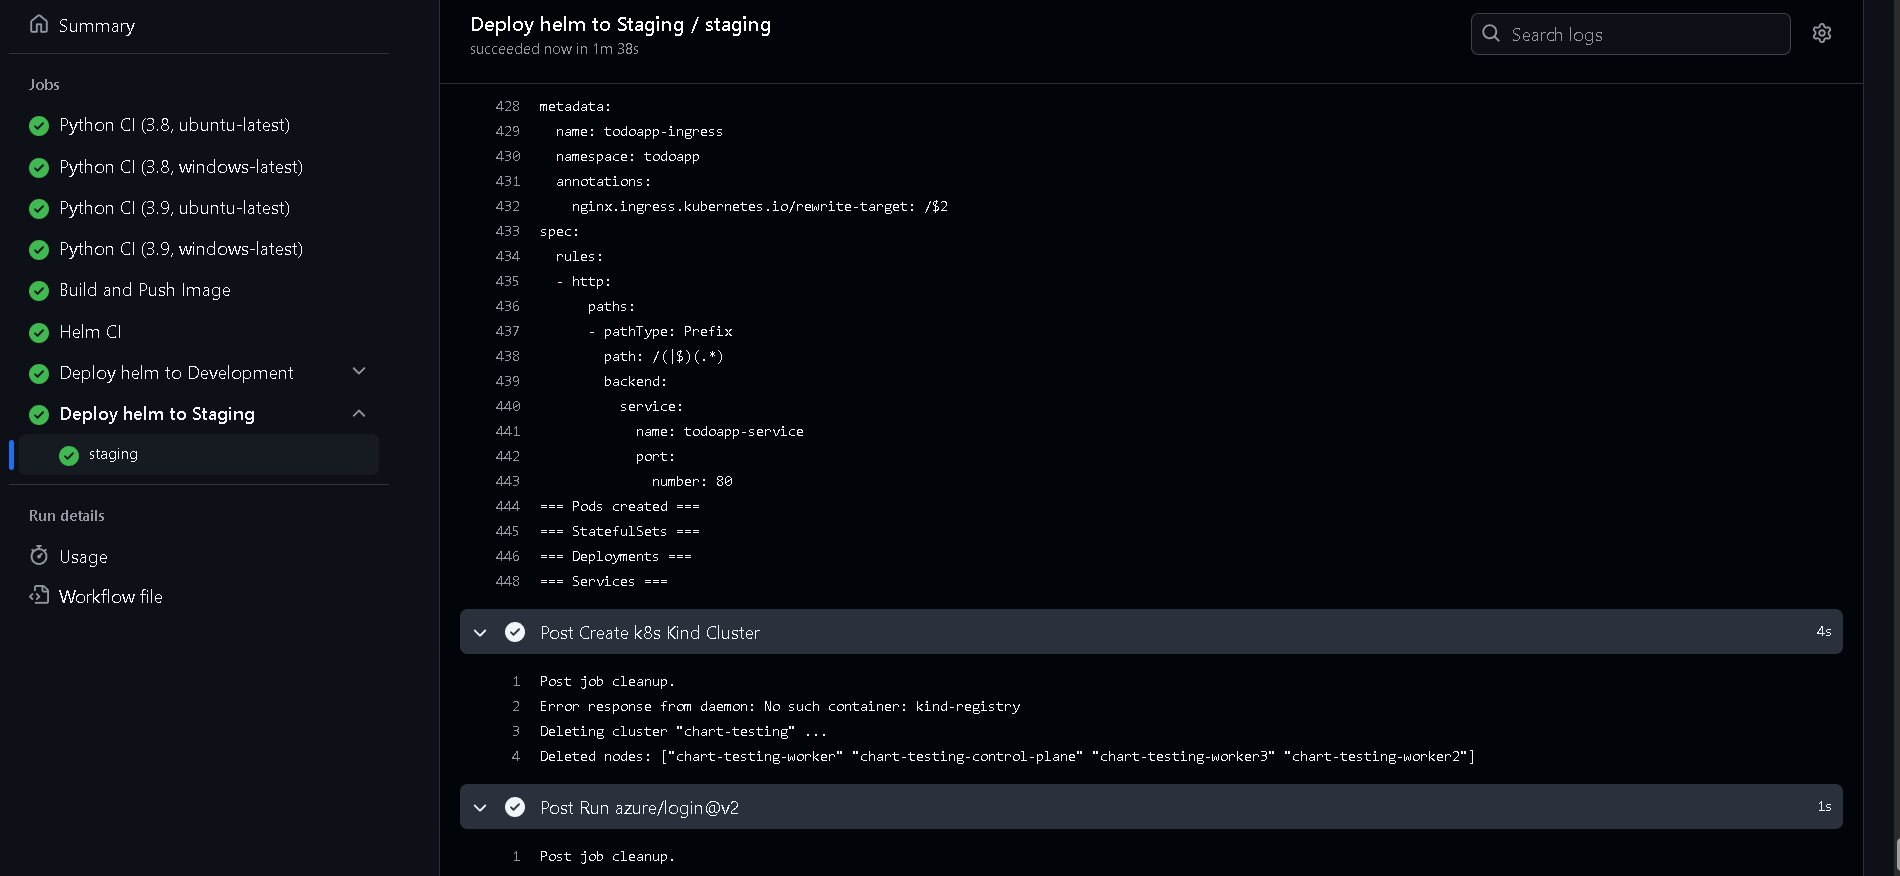 Summary
Jobs
Python CI (3.8, ubuntu-latest)
Python CI (3.8, windows-latest)
Python CI (3.9, ubuntu-latest)
Python CI (3.9, windows-latest)
Build and Push Image
Helm CI
Deploy helm to Development
Deploy helm to Staging
staging
Run details
Usage
Workflow file
Deploy helm to Staging / staging
succeeded now in 1m 38s
Search logs
428 metadata:
429   name: todoapp-ingress
430   namespace: todoapp
431   annotations:
432     nginx.ingress.kubernetes.io/rewrite-target: /$2
433 spec:
434   rules:
435   - http:
436       paths:
437       - pathType: Prefix
438         path: /(|$)(.*)
439         backend:
440           service:
441             name: todoapp-service
442             port:
443               number: 80
444 === Pods created ===
445 === StatefulSets ===
446 === Deployments ===
448 === Services ===
Post Create k8s Kind Cluster 4s
1 Post job cleanup.
2 Error response from daemon: No such container: kind-registry
3 Deleting cluster "chart-testing" ...
4 Deleted nodes: ["chart-testing-worker" "chart-testing-control-plane" "chart-testing-worker3" "chart-testing-worker2"]
Post Run azure/login@v2 1s
1 Post job cleanup.